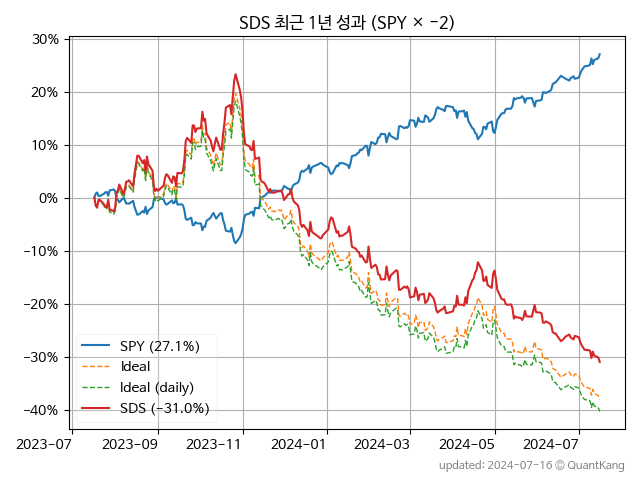 SDS 최근 1년 성과 (SPY × −2)
30%
20%
10%
0%
−10%
−20%
−30%
−40%
SPY (27.1%)
Ideal
Ideal (daily)
SDS (−31.0%)
2023-07 2023-09 2023-11 2024-01 2024-03 2024-05 2024-07
updated: 2024-07-16 © QuantKang